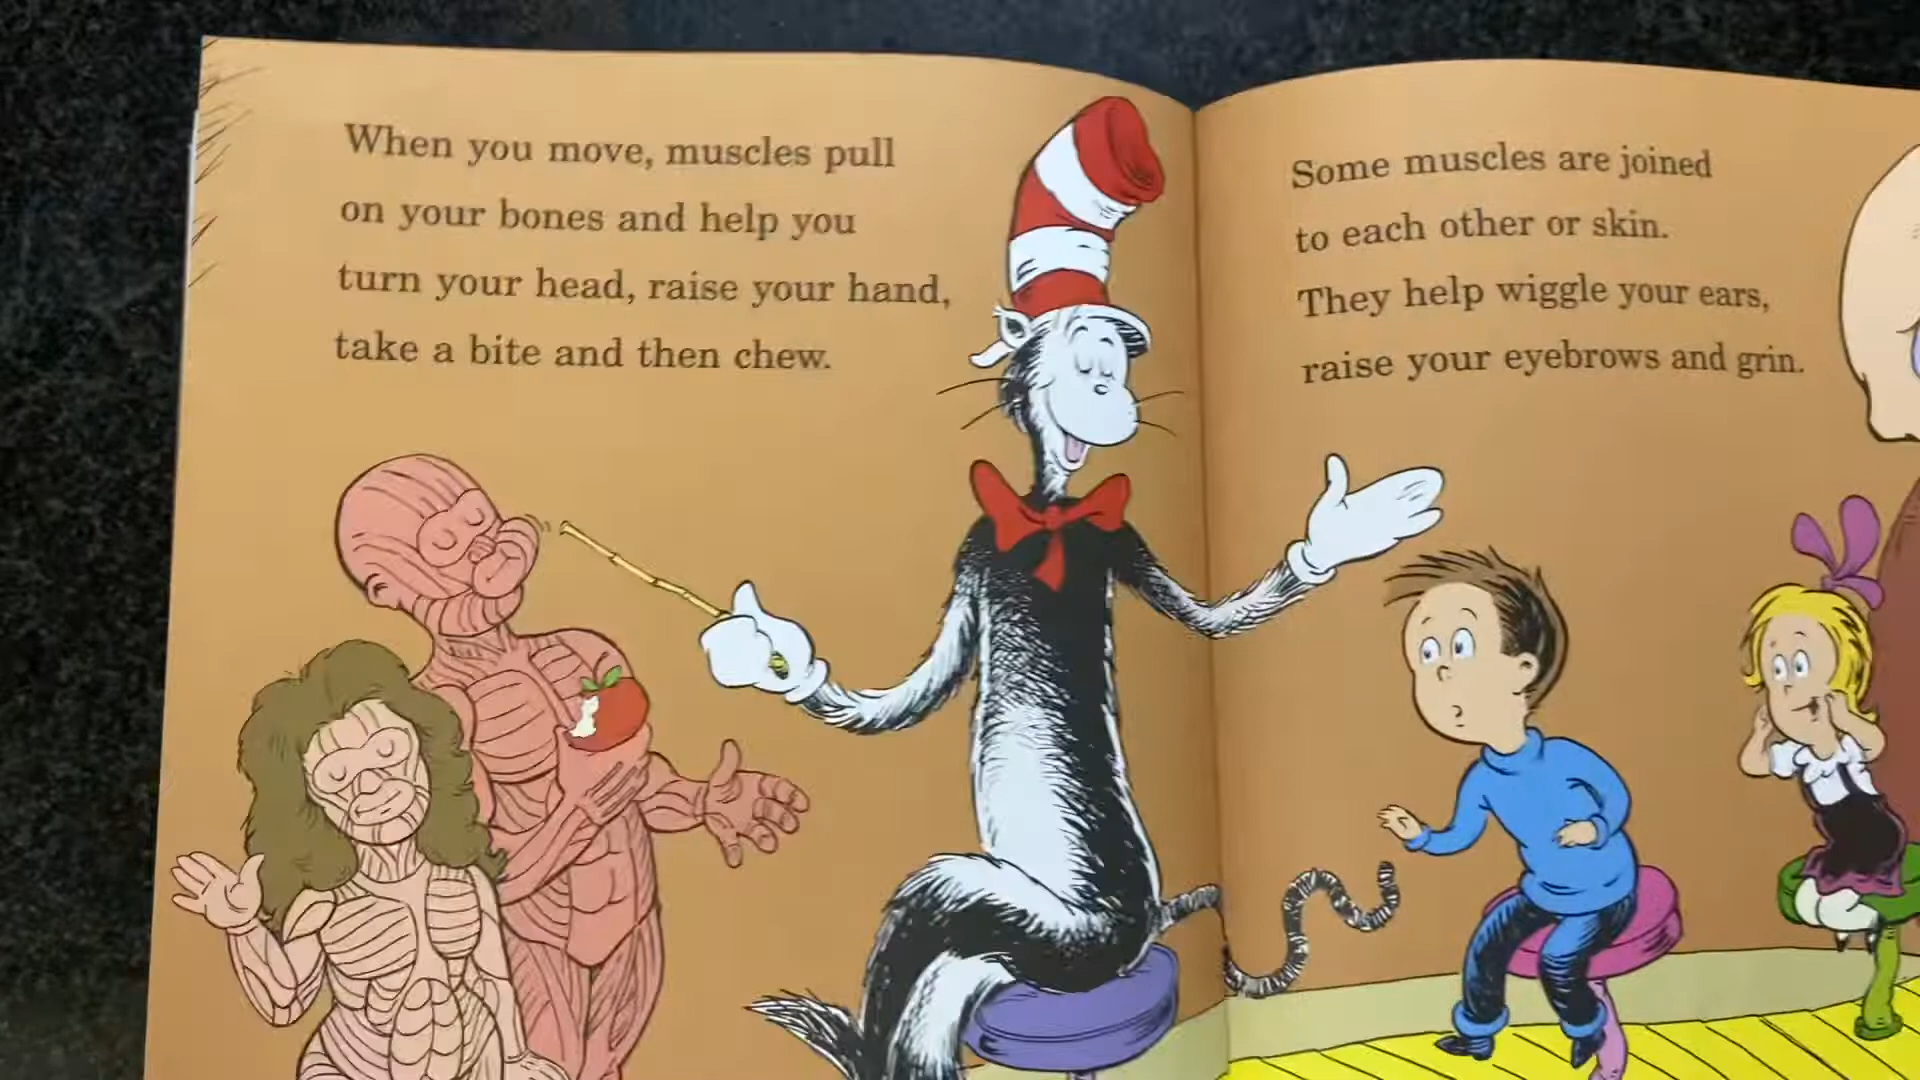 When you move, muscles pull
on your bones and help you
turn your head, raise your hand,
take a bite and then chew.
Some muscles are joined
to each other or skin.
They help wiggle your ears,
raise your eyebrows and grin.